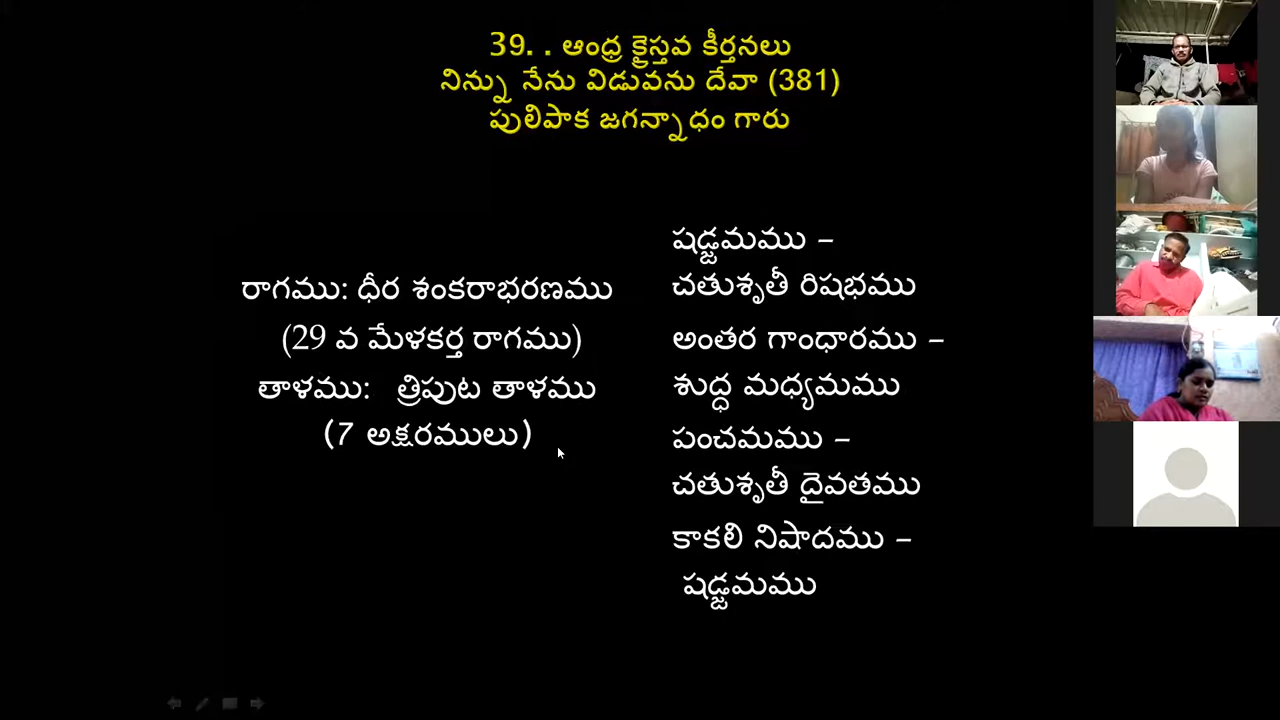 39. . ఆంధ్ర క్రైస్తవ కీర్తనలు
నిన్ను నేను విడువను దేవా (381)
పులిపాక జగన్నాధం గారు
రాగము: ధీర శంకరాభరణము
(29 వ మేళకర్త రాగము)
తాళము: త్రిపుట తాళము
(7 అక్షరములు)
షడ్జమము –
చతుశృతీ రిషభము
అంతర గాంధారము –
శుద్ధ మధ్యమము
పంచమము –
చతుశృతీ దైవతము
కాకలి నిషాదము –
షడ్జమము